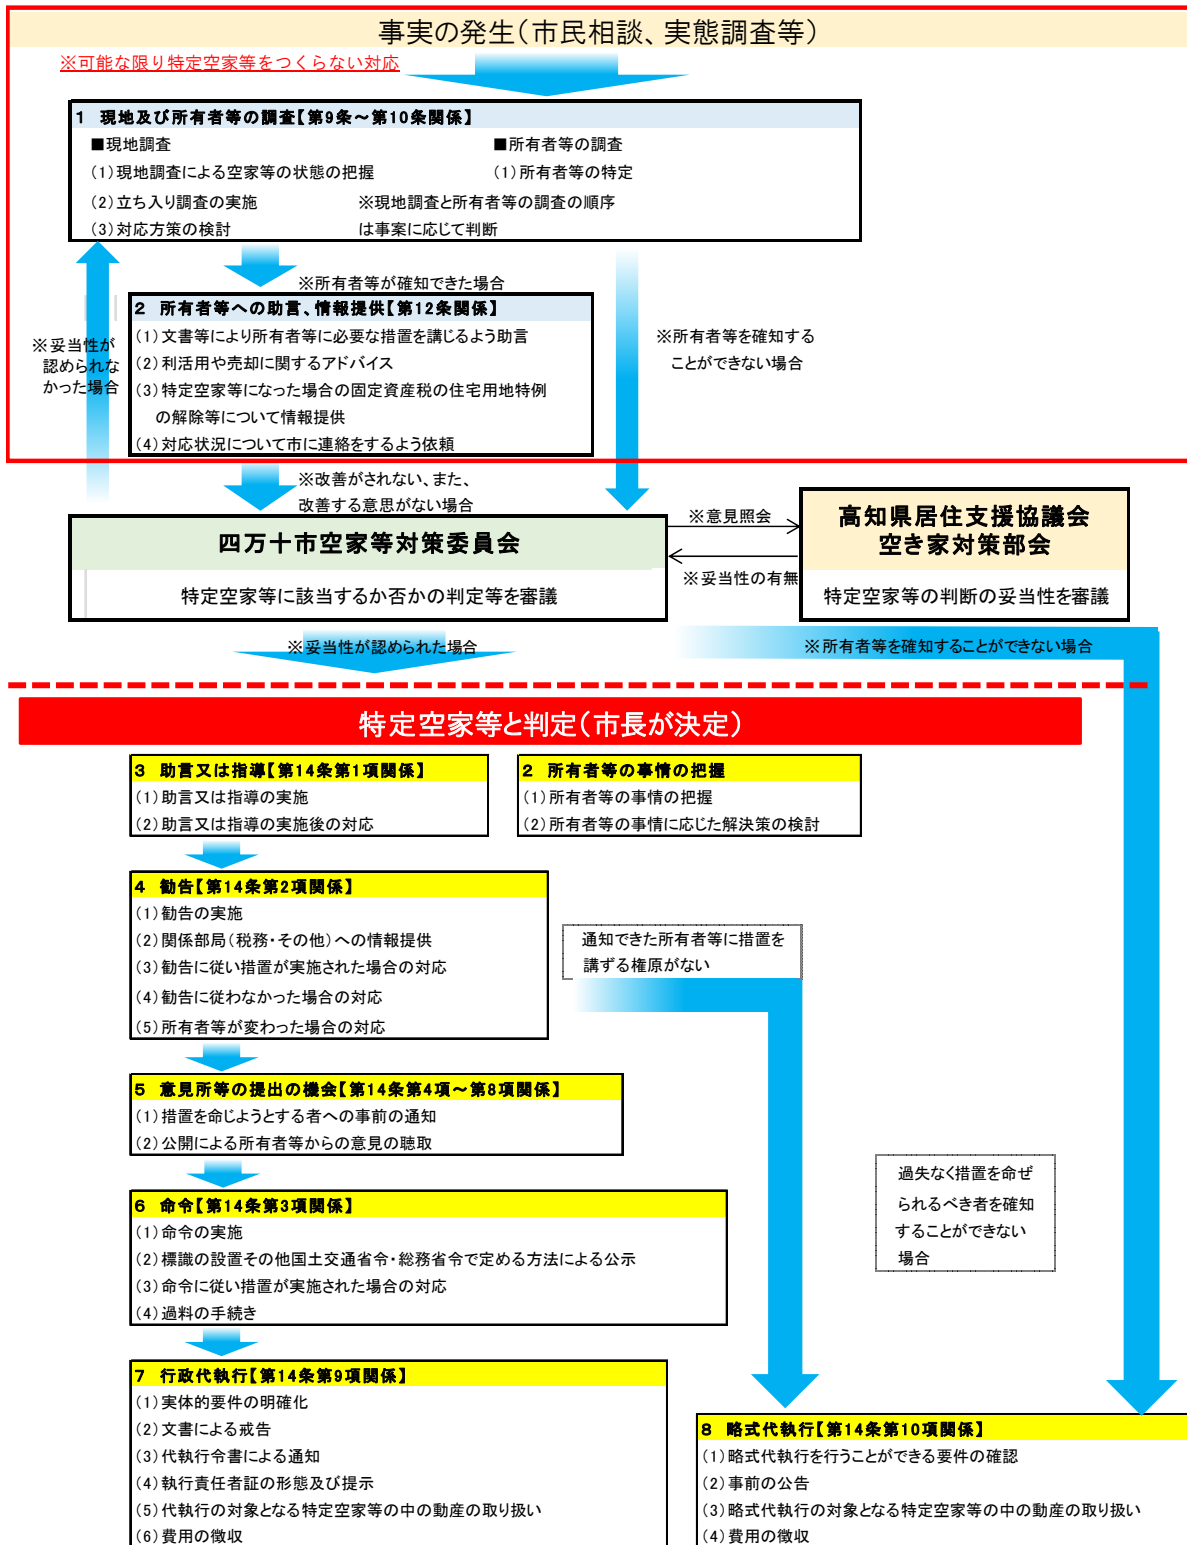 事実の発生(市民相談、実態調査等)
※可能な限り特定空家等をつくらない対応
1 現地及び所有者等の調査【第9条～第10条関係】
■現地調査
■所有者等の調査
(1)現地調査による空家等の状態の把握
(1)所有者等の特定
(2)立ち入り調査の実施
※現地調査と所有者等の調査の順序
(3)対応方策の検討
は事案に応じて判断
※所有者等が確知できた場合
2 所有者等への助言、情報提供【第12条関係】
(1)文書等により所有者等に必要な措置を講じるよう助言
(2)利活用や売却に関するアドバイス
(3)特定空家等になった場合の固定資産税の住宅用地特例
の解除等について情報提供
(4)対応状況について市に連絡をするよう依頼
※妥当性が
認められな
かった場合
※所有者等を確知する
ことができない場合
※改善がされない、また、
改善する意思がない場合
四万十市空家等対策委員会
特定空家等に該当するか否かの判定等を審議
※意見照会
※妥当性の有無
高知県居住支援協議会
空き家対策部会
特定空家等の判断の妥当性を審議
※妥当性が認められた場合
※所有者等を確知することができない場合
特定空家等と判定(市長が決定)
3 助言又は指導【第14条第1項関係】
(1)助言又は指導の実施
(2)助言又は指導の実施後の対応
2 所有者等の事情の把握
(1)所有者等の事情の把握
(2)所有者等の事情に応じた解決策の検討
4 勧告【第14条第2項関係】
(1)勧告の実施
(2)関係部局(税務・その他)への情報提供
(3)勧告に従い措置が実施された場合の対応
(4)勧告に従わなかった場合の対応
(5)所有者等が変わった場合の対応
通知できた所有者等に措置を
講ずる権原がない
5 意見所等の提出の機会【第14条第4項～第8項関係】
(1)措置を命じようとする者への事前の通知
(2)公開による所有者等からの意見の聴取
過失なく措置を命ぜ
られるべき者を確知
することができない
場合
6 命令【第14条第3項関係】
(1)命令の実施
(2)標識の設置その他国土交通省令・総務省令で定める方法による公示
(3)命令に従い措置が実施された場合の対応
(4)過料の手続き
7 行政代執行【第14条第9項関係】
(1)実体的要件の明確化
(2)文書による戒告
(3)代執行令書による通知
(4)執行責任者証の形態及び提示
(5)代執行の対象となる特定空家等の中の動産の取り扱い
(6)費用の徴収
8 略式代執行【第14条第10項関係】
(1)略式代執行を行うことができる要件の確認
(2)事前の公告
(3)略式代執行の対象となる特定空家等の中の動産の取り扱い
(4)費用の徴収